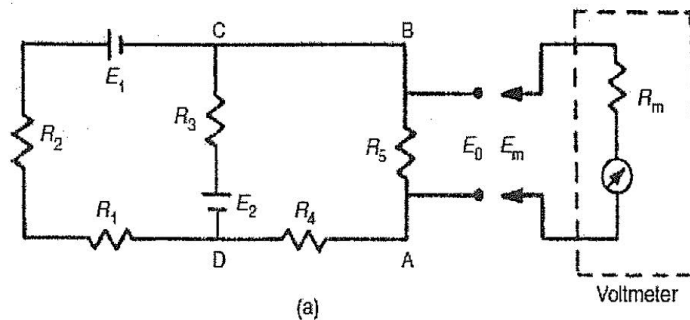 C B
E1
R2 R3 R5 E0 Em Rm
R1 E2 R4
D A
(a)
Voltmeter